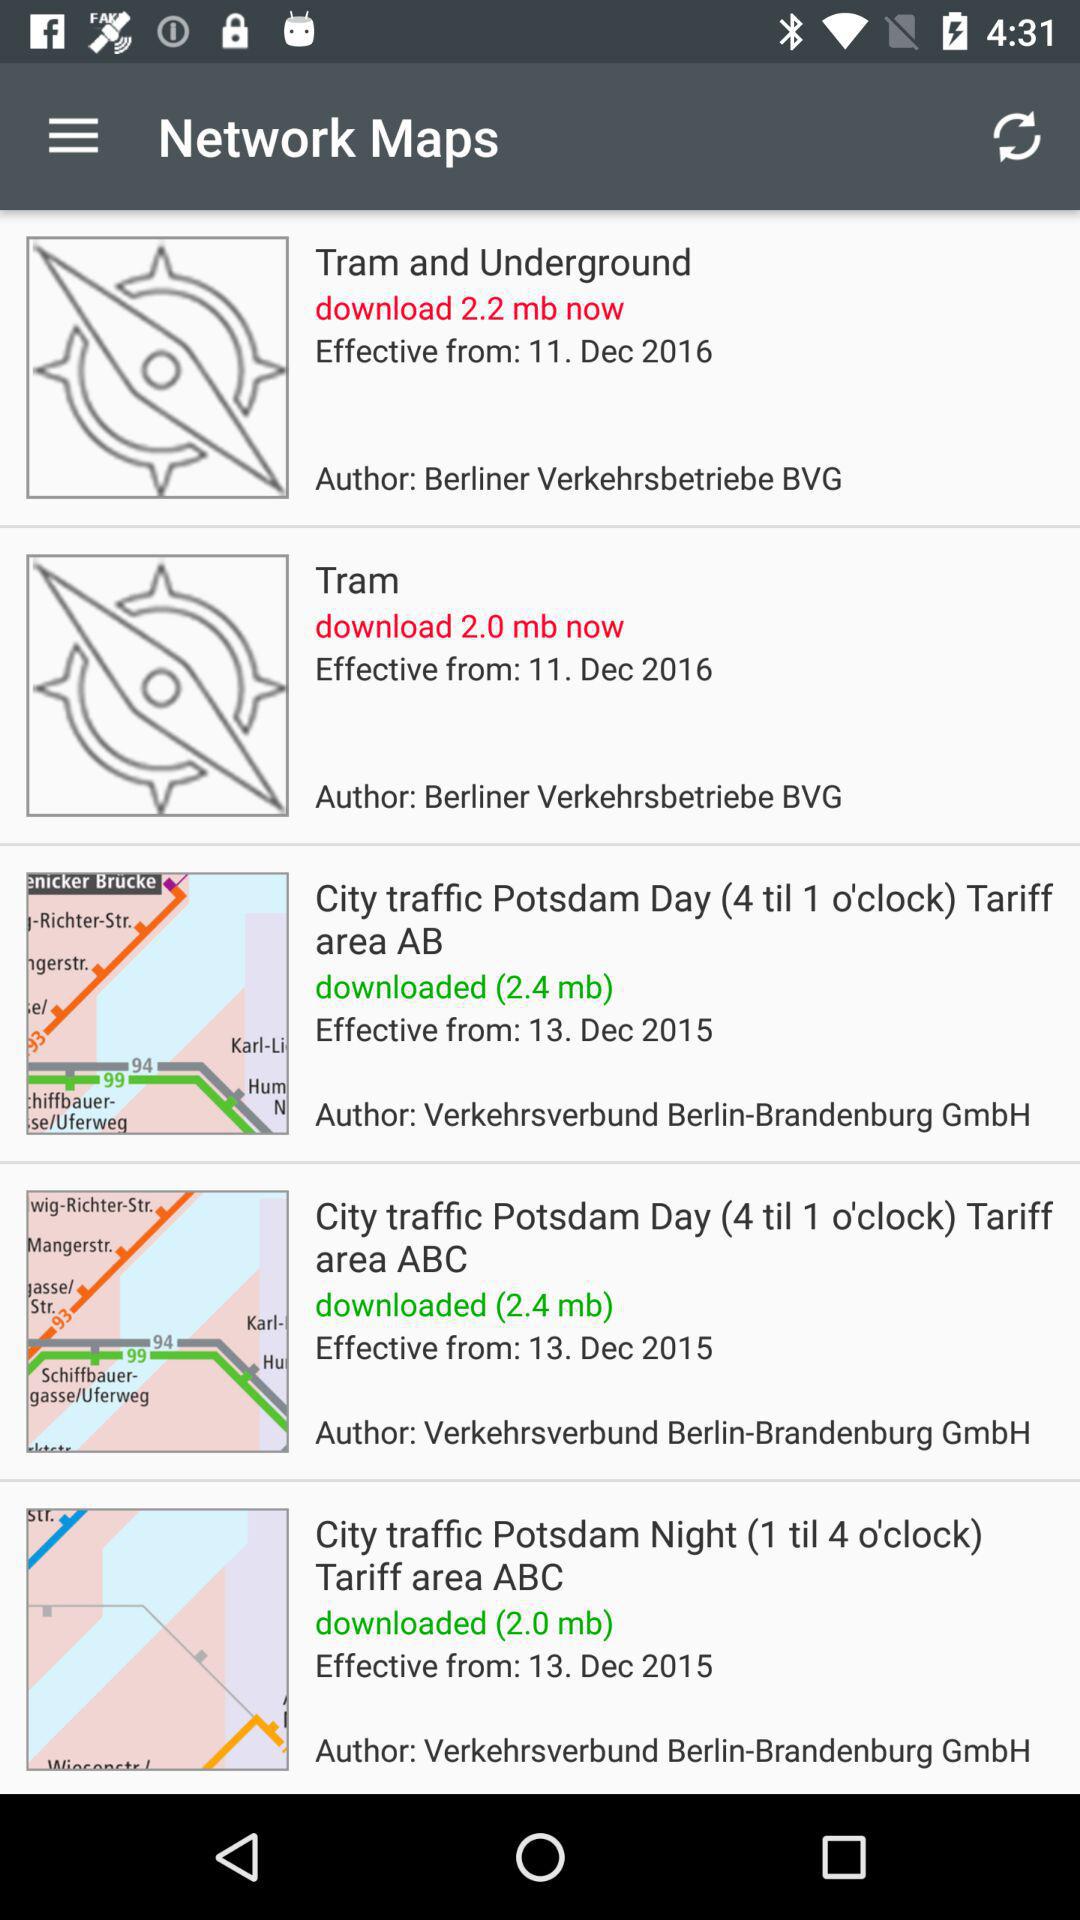 FAK
4:31
Network Maps
Tram and Underground
download 2.2 mb now
Effective from: 11. Dec 2016
Author: Berliner Verkehrsbetriebe BVG
Tram
download 2.0 mb now
Effective from: 11. Dec 2016
Author: Berliner Verkehrsbetriebe BVG
enicker Brücke
-Richter-Str.
ngerstr.
se/
93
94
99
Karl-Li
Hum
N
chiffbauer-
sse/Uferweg
City traffic Potsdam Day (4 til 1 o'clock) Tariff
area AB
downloaded (2.4 mb)
Effective from: 13. Dec 2015
Author: Verkehrsverbund Berlin-Brandenburg GmbH
wig-Richter-Str.
Mangerstr.
gasse/
Str.
93
94
99
Karl-
Hu
Schiffbauer-
gasse/Uferweg
City traffic Potsdam Day (4 til 1 o'clock) Tariff
area ABC
downloaded (2.4 mb)
Effective from: 13. Dec 2015
Author: Verkehrsverbund Berlin-Brandenburg GmbH
str.
Wiesenstr./
City traffic Potsdam Night (1 til 4 o'clock)
Tariff area ABC
downloaded (2.0 mb)
Effective from: 13. Dec 2015
Author: Verkehrsverbund Berlin-Brandenburg GmbH